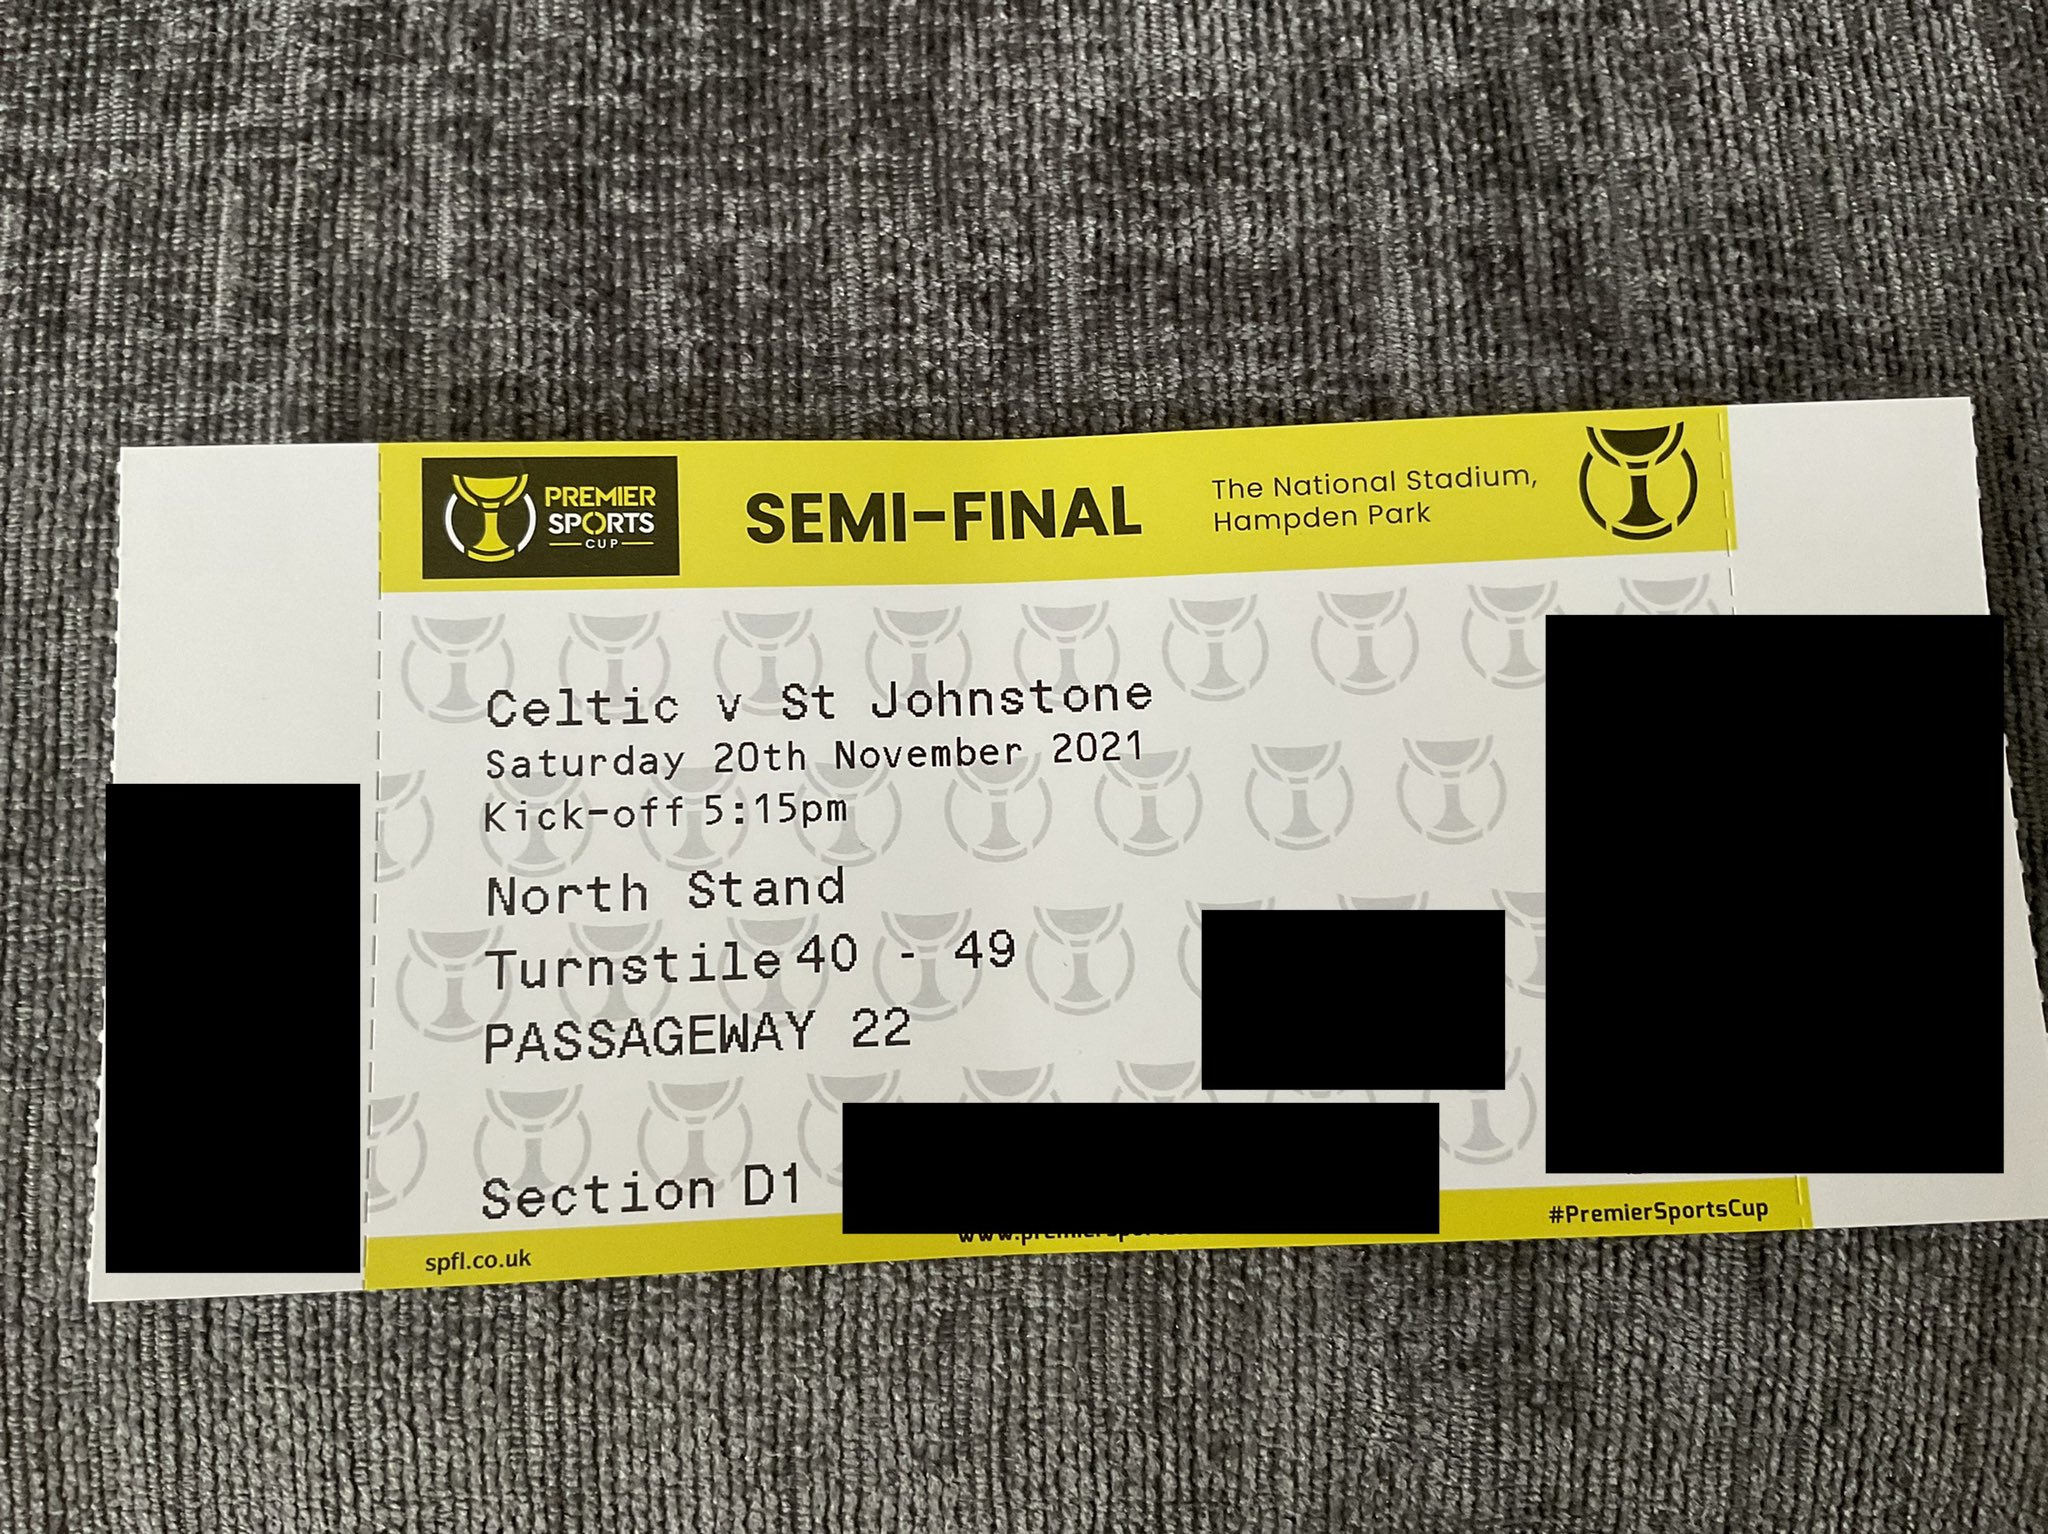 PREMIER
SPORTS
CUP
SEMI-FINAL
The National Stadium,
Hampden Park
Celtic v St Johnstone
Saturday 20th November 2021
Kick-off 5:15pm
North Stand
Turnstile 40 - 49
PASSAGEWAY 22
Section D1
spfl.co.uk
#PremierSportsCup